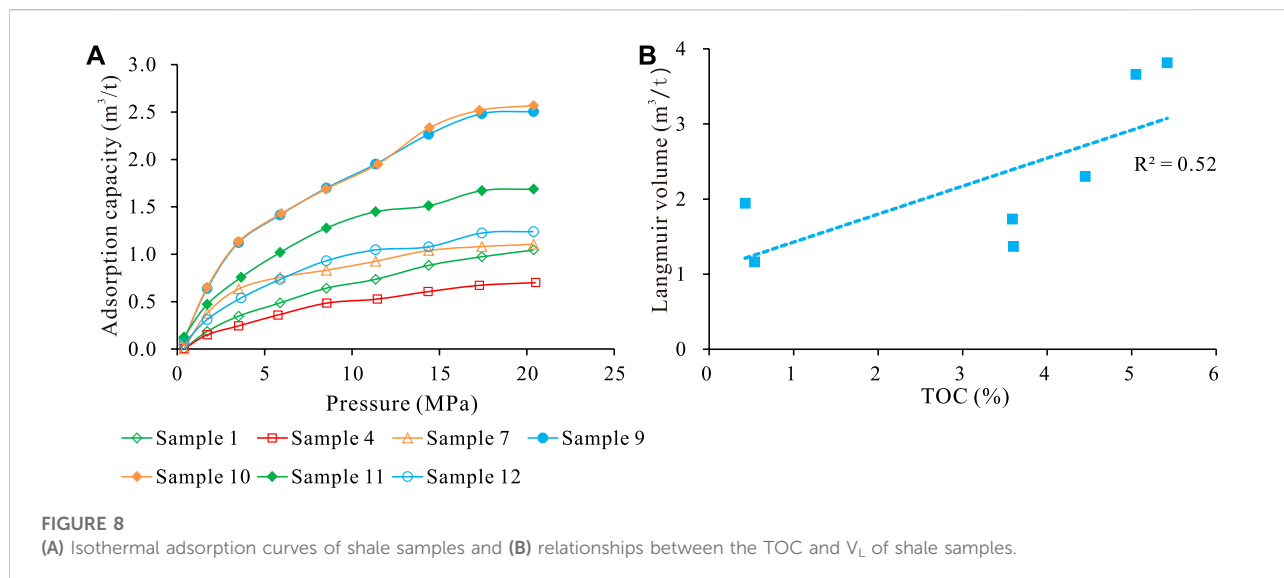 A
Adsorption capacity (m³/t)
3.0
2.5
2.0
1.5
1.0
0.5
0.0
0 5 10 15 20 25
Pressure (MPa)
Sample 1 Sample 4 Sample 7 Sample 9
Sample 10 Sample 11 Sample 12
B
Langmuir volume (m³/t)
4
3
2
1
0
R² = 0.52
0 1 2 3 4 5 6
TOC (%)
FIGURE 8
(A) Isothermal adsorption curves of shale samples and (B) relationships between the TOC and V_L of shale samples.